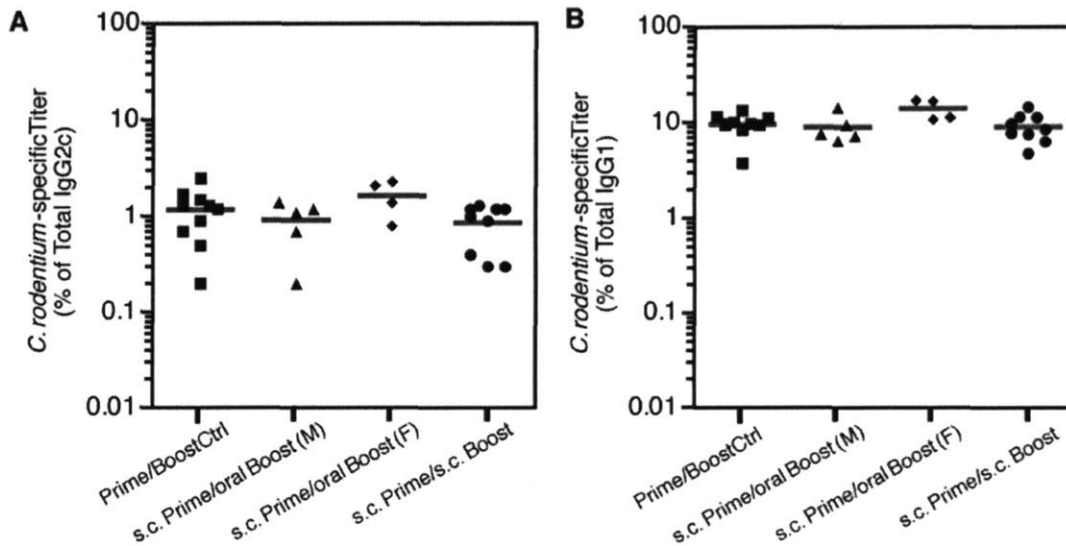 A
C.rodentium-specificTiter
(% of Total IgG2c)
100
10
1
0.1
0.01
Prime/BoostCtrl
s.c. Prime/oral Boost (M)
s.c. Prime/oral Boost (F)
s.c. Prime/s.c. Boost
B
C.rodentium-specificTiter
(% of Total IgG1)
100
10
1
0.1
0.01
Prime/BoostCtrl
s.c. Prime/oral Boost (M)
s.c. Prime/oral Boost (F)
s.c. Prime/s.c. Boost